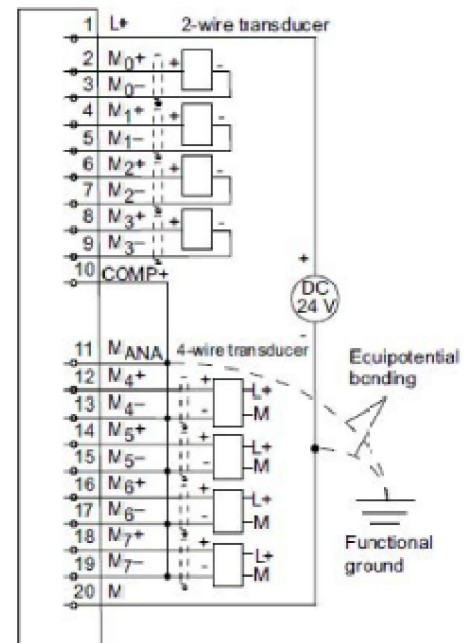 1 L+ 2-wire transducer
2 M0+ + -
3 M0-
4 M1+ + -
5 M1-
6 M2+ + -
7 M2-
8 M3+ + -
9 M3-
+
10 COMP+
DC
24 V
-
11 MANA 4-wire transducer
Ecuipotential
bonding
12 M4+ + L+
13 M4- - M
14 M5+ + L+
15 M5- - M
16 M6+ + L+
17 M6- - M
18 M7+ + L+
19 M7- - M
20 M
Functional
ground